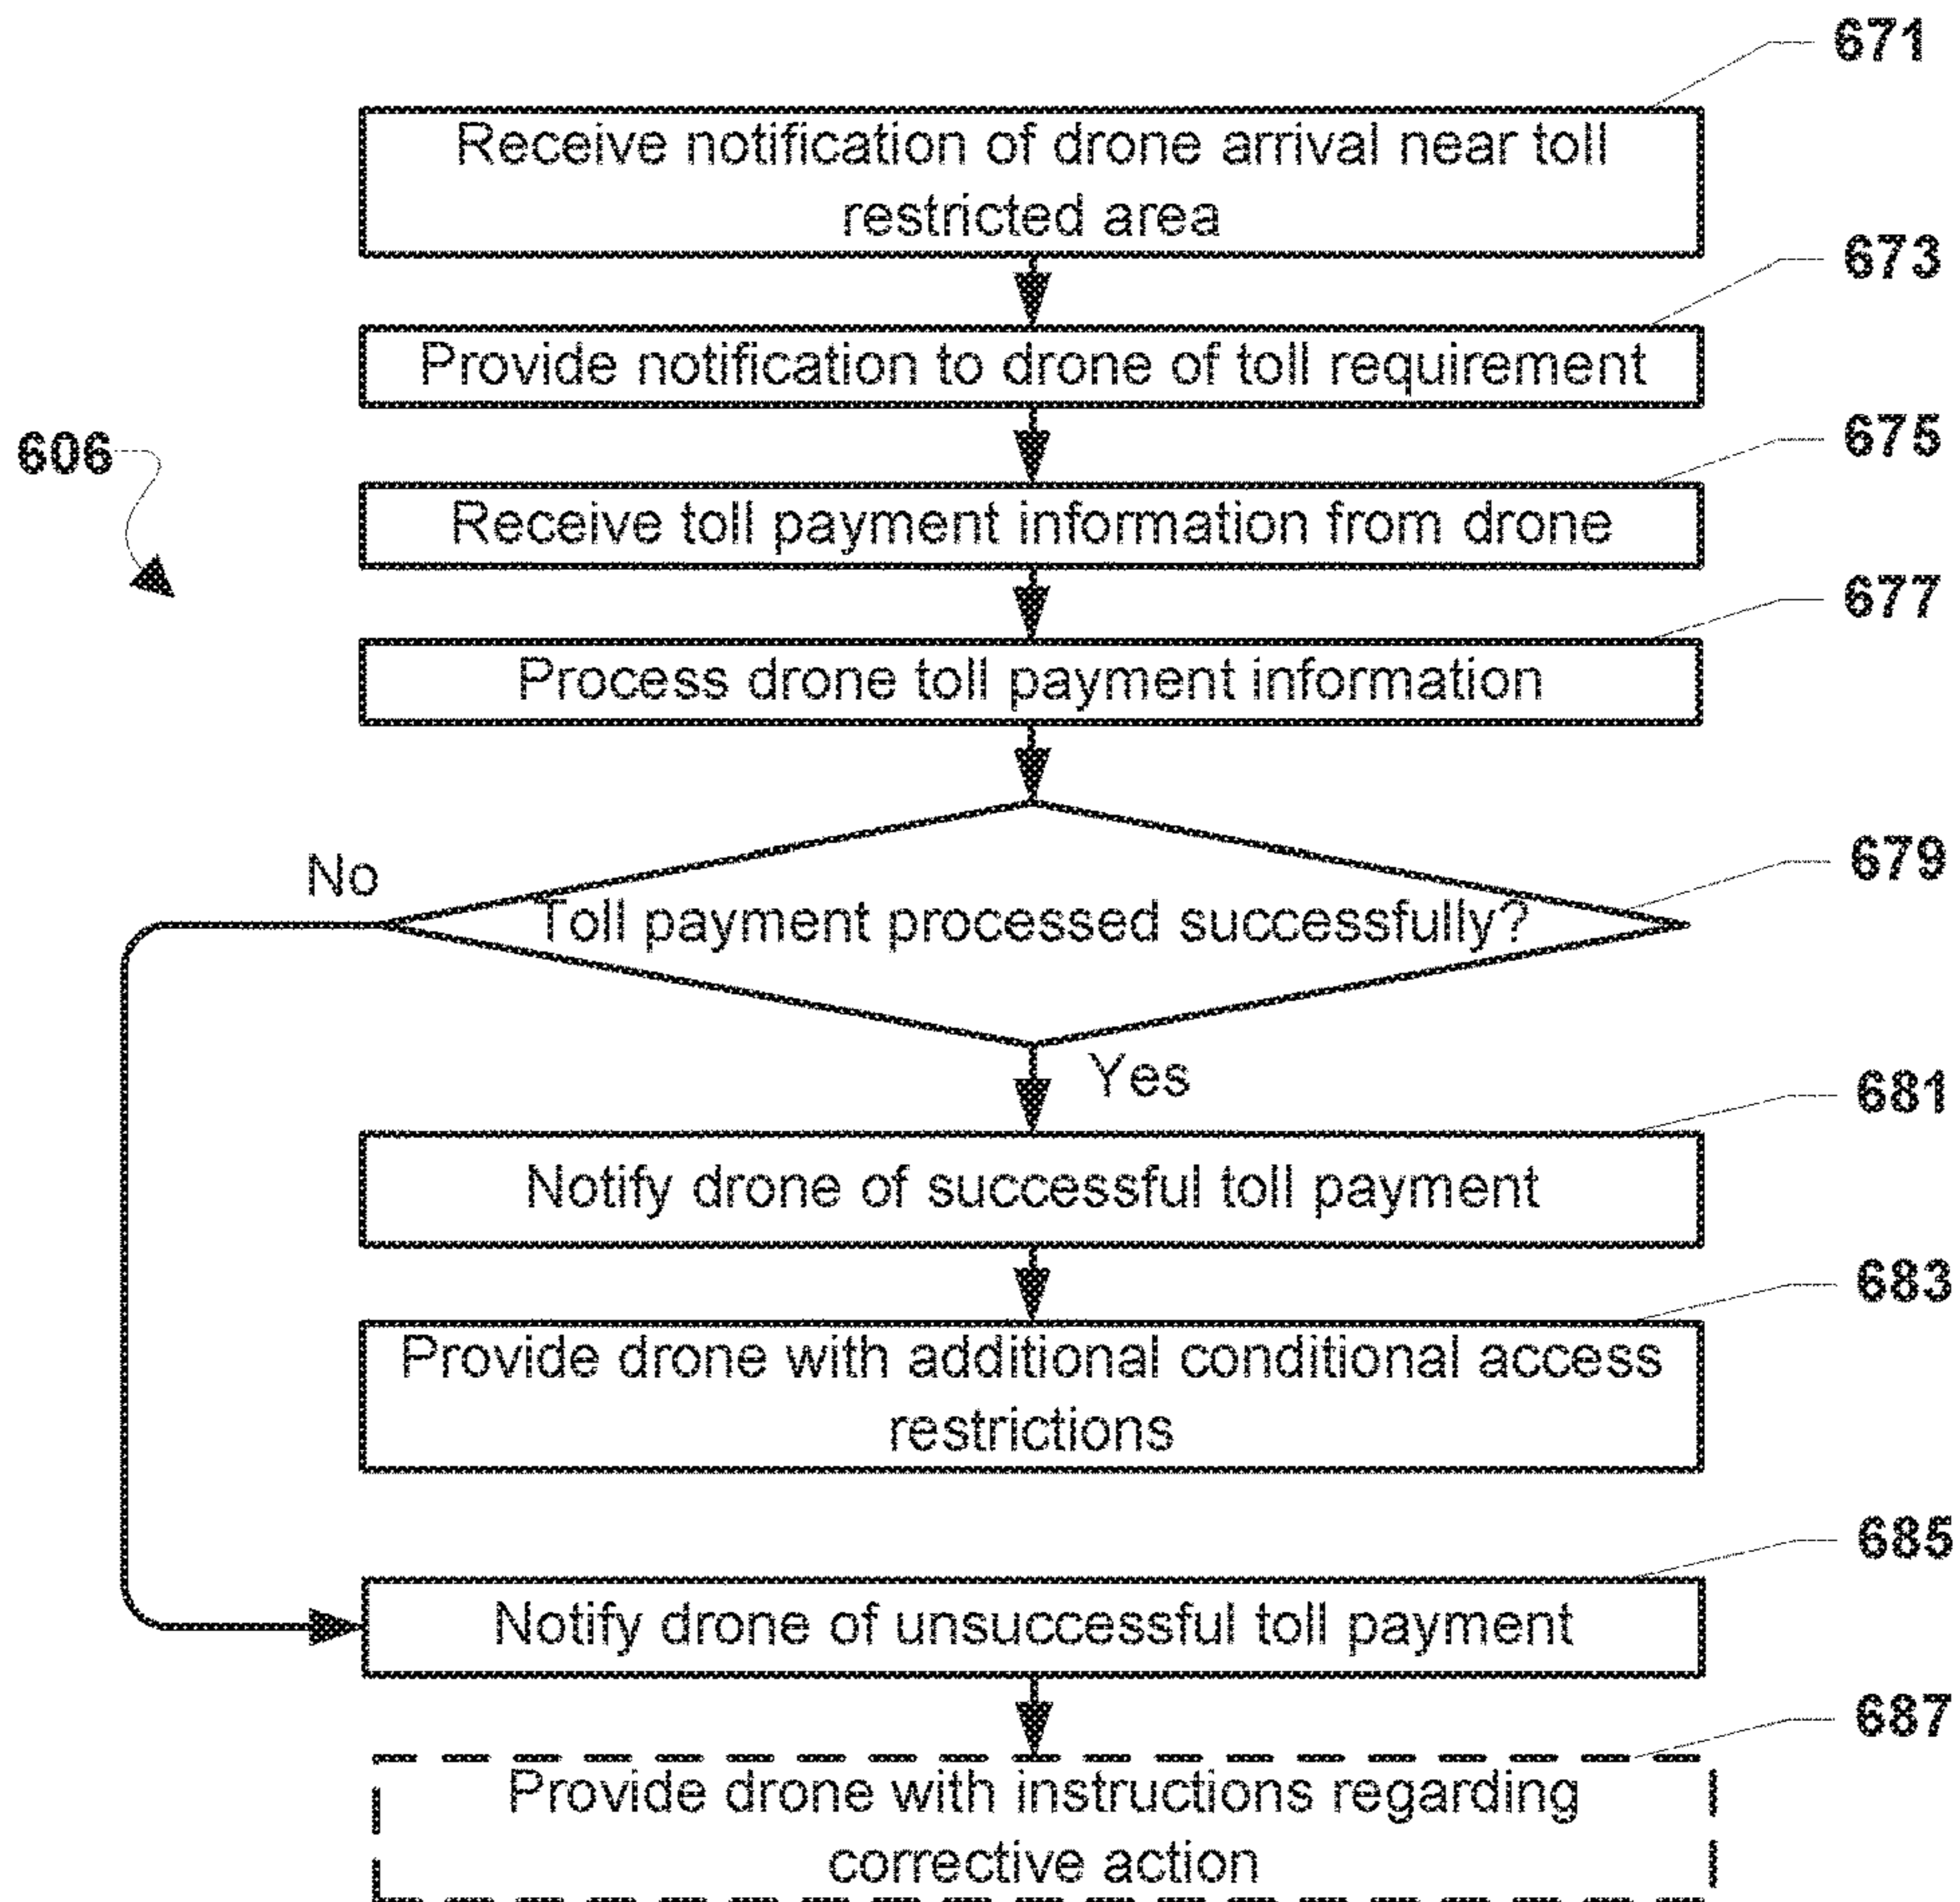 671
Receive notification of drone arrival near toll
restricted area
673
Provide notification to drone of toll requirement
675
606
Receive toll payment information from drone
677
Process drone toll payment information
679
No
Toll payment processed successfully?
Yes
681
Notify drone of successful toll payment
683
Provide drone with additional conditional access
restrictions
685
Notify drone of unsuccessful toll payment
687
Provide drone with instructions regarding
corrective action